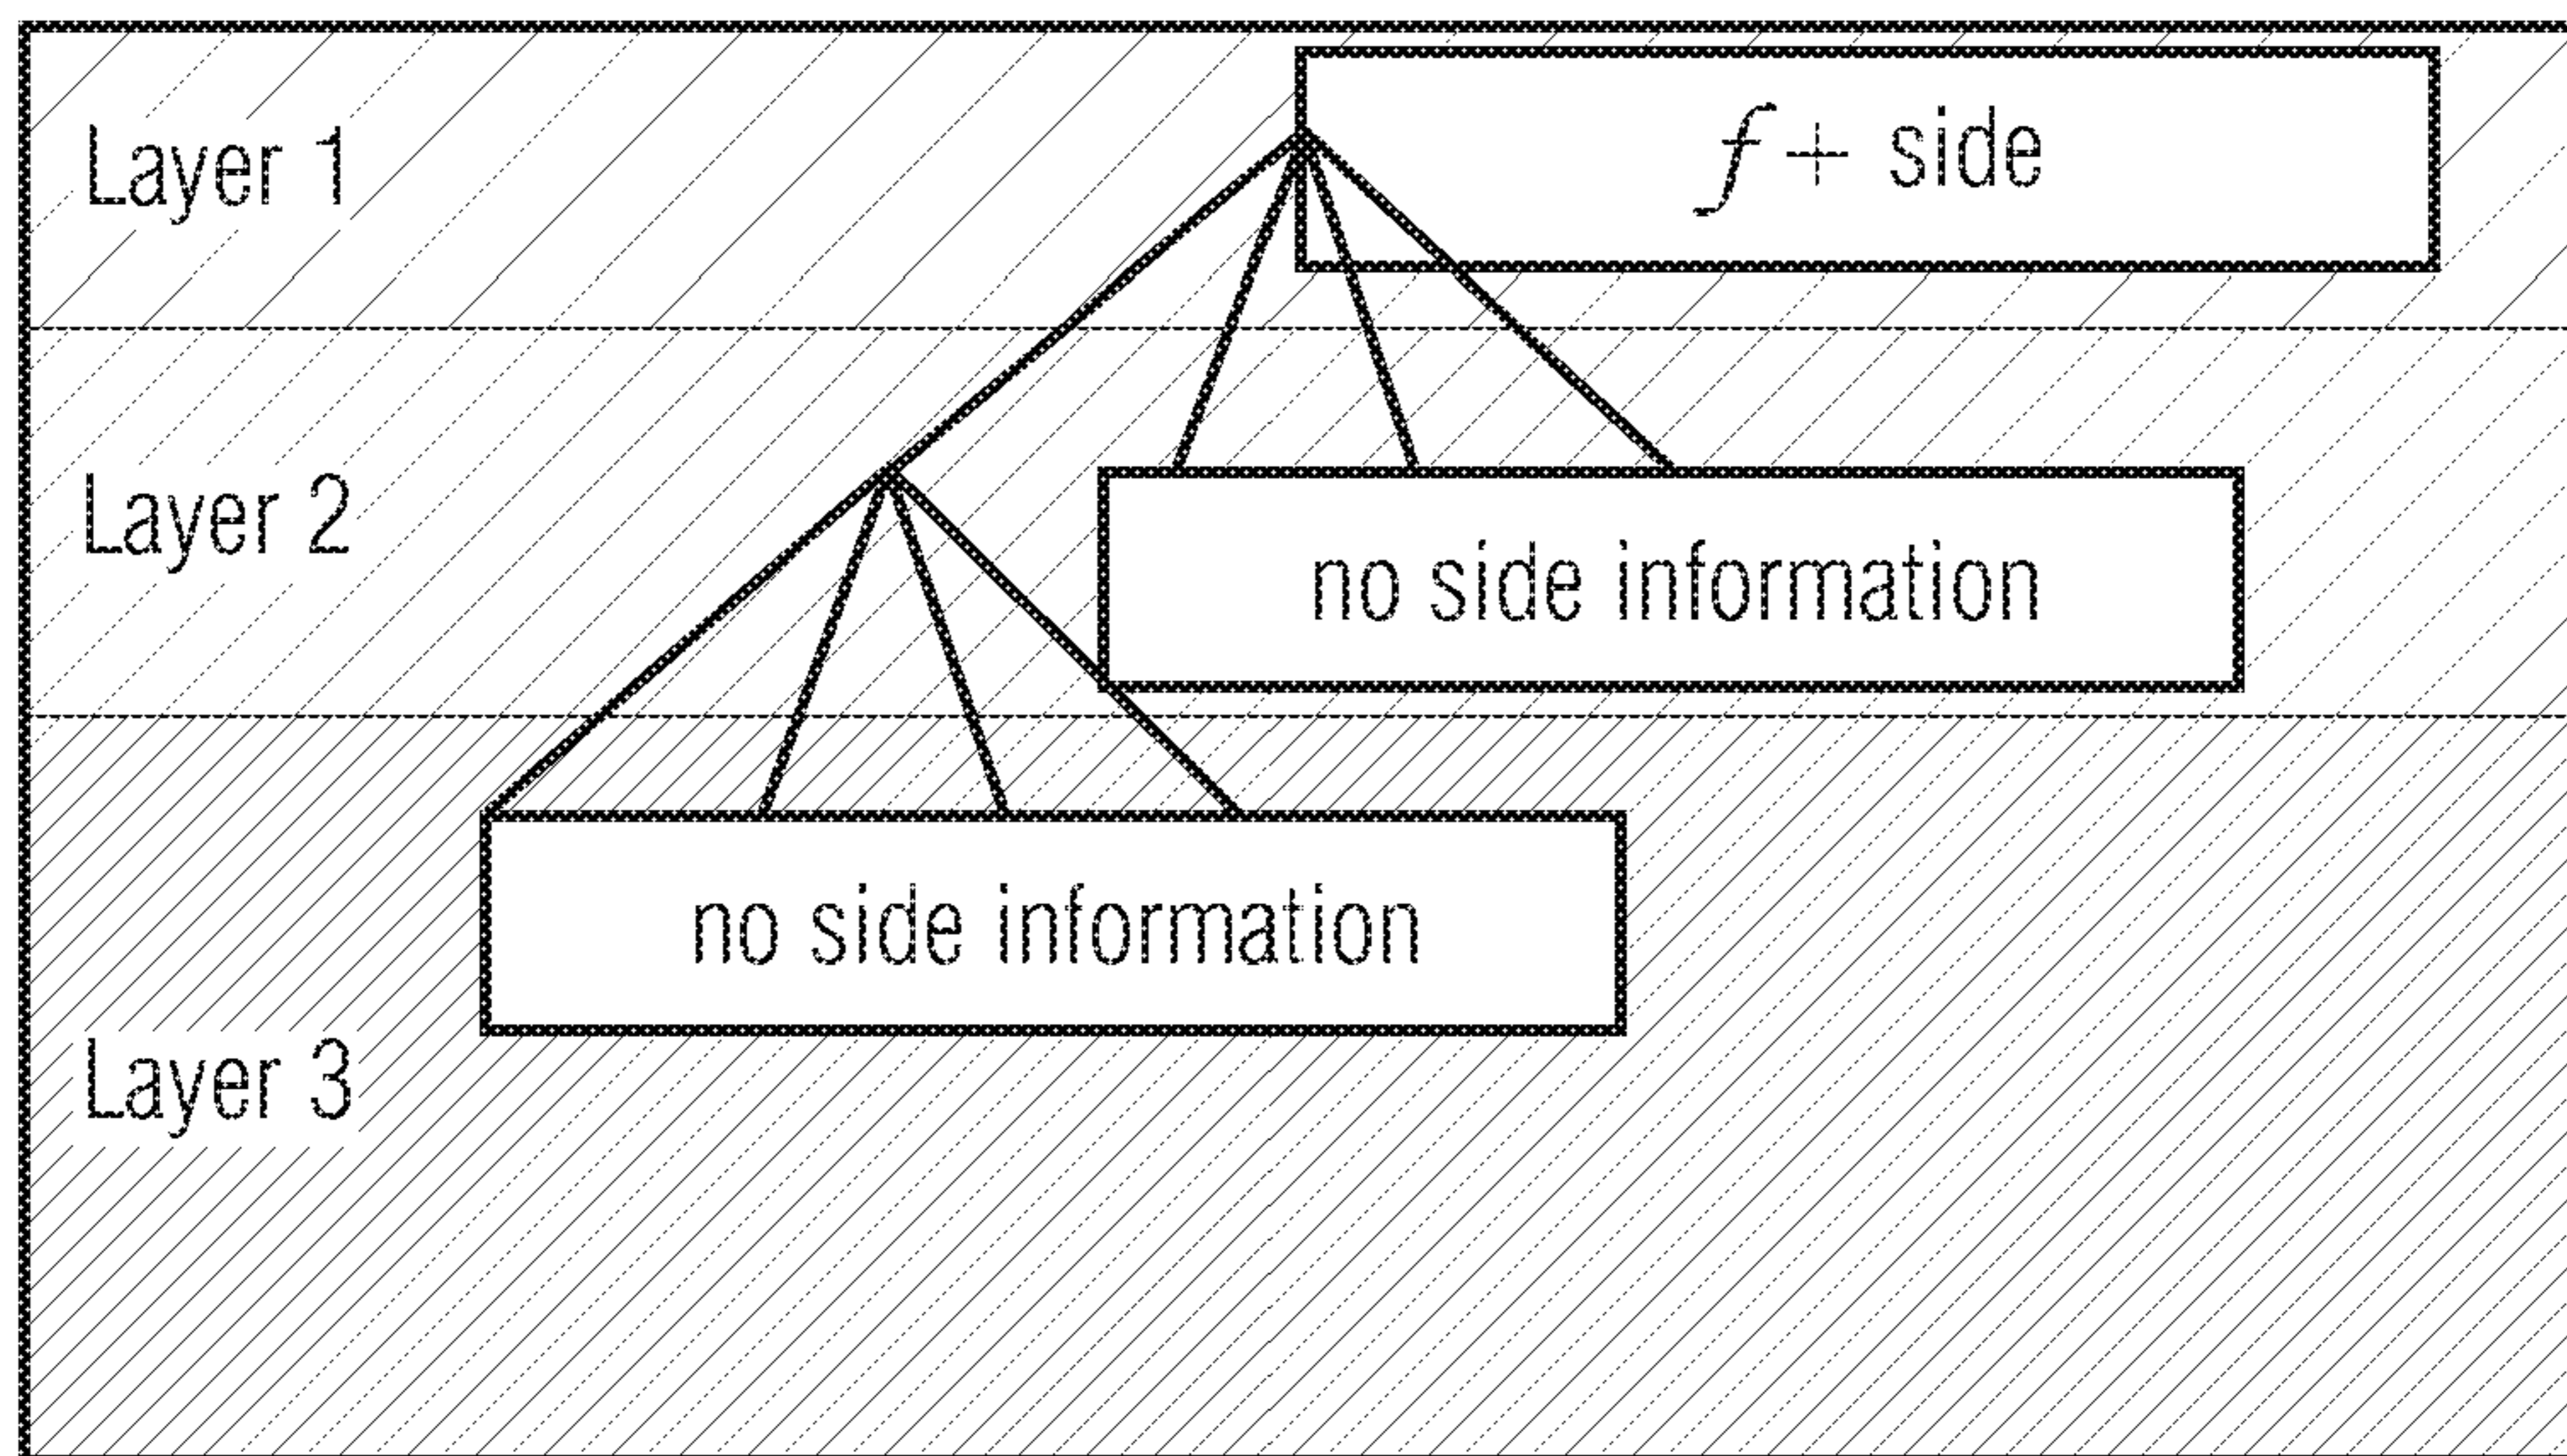 Layer 1
f + side
Layer 2
no side information
no side information
Layer 3